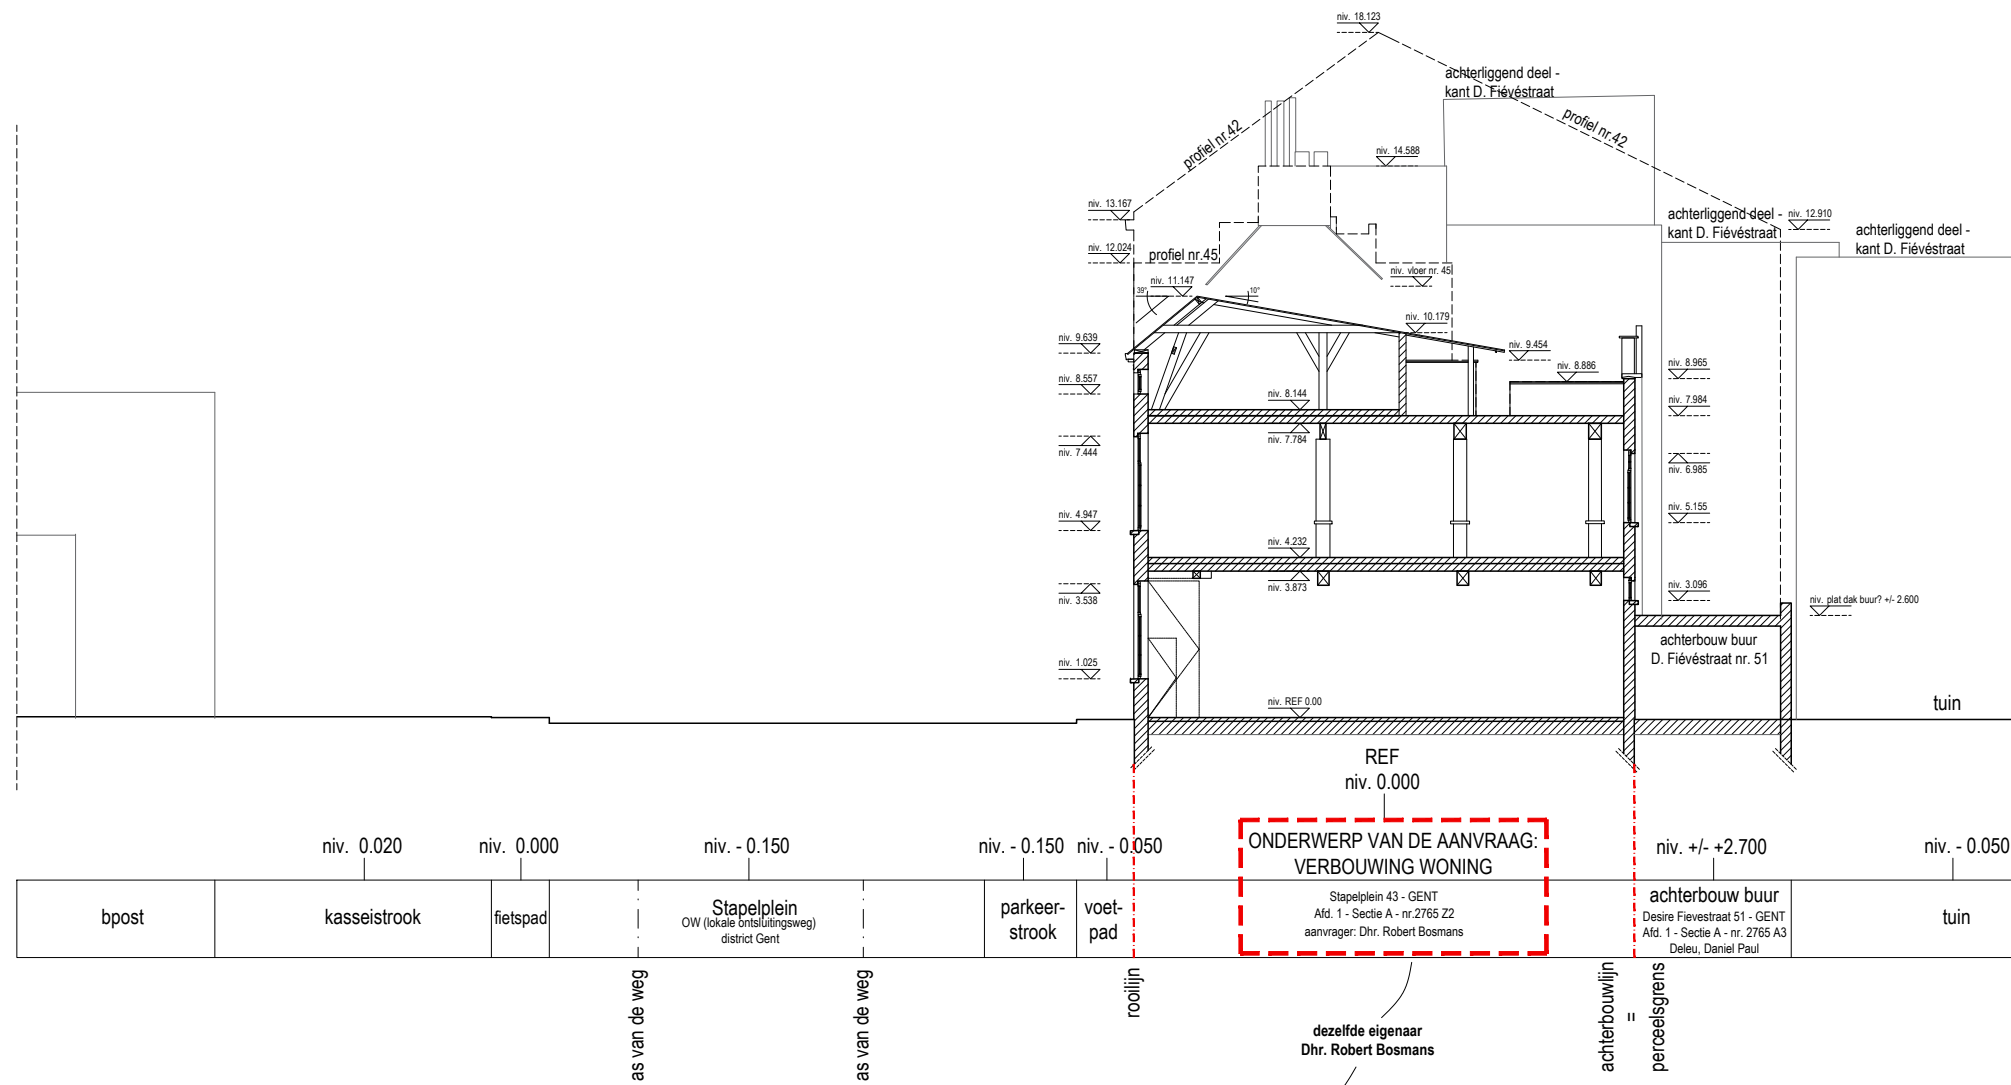 niv. 18.123
achterliggend deel -
kant D. Fiévéstraat
profiel nr.42
profiel nr.42
niv. 14.588
niv. 13.167
achterliggend deel -
kant D. Fiévéstraat
niv. 12.910
achterliggend deel -
kant D. Fiévéstraat
niv. 12.024
profiel nr.45
niv. vloer nr. 45
niv. 11.147
39°
10°
niv. 10.179
niv. 9.639
niv. 9.454
niv. 8.886
niv. 8.965
niv. 8.557
niv. 8.144
niv. 7.984
niv. 7.784
niv. 7.444
niv. 6.985
niv. 4.947
niv. 5.155
niv. 4.232
niv. 3.873
niv. 3.538
niv. 3.096
niv. plat dak buur? +/- 2.600
achterbouw buur
D. Fiévéstraat nr. 51
niv. 1.025
niv. REF 0.00
tuin
REF
niv. 0.000
niv. 0.020
niv. 0.000
niv. - 0.150
niv. - 0.150
niv. - 0.050
ONDERWERP VAN DE AANVRAAG:
VERBOUWING WONING
niv. +/- +2.700
niv. - 0.050
bpost
kasseistrook
fietspad
Stapelplein
OW (lokale ontsluitingsweg)
district Gent
parkeer-
strook
voet-
pad
Stapelplein 43 - GENT
Afd. 1 - Sectie A - nr.2765 Z2
aanvrager: Dhr. Robert Bosmans
achterbouw buur
Desire Fievestraat 51 - GENT
Afd. 1 - Sectie A - nr. 2765 A3
Deleu, Daniel Paul
tuin
as van de weg
as van de weg
rooilijn
achterbouwlijn
=
perceelsgrens
dezelfde eigenaar
Dhr. Robert Bosmans